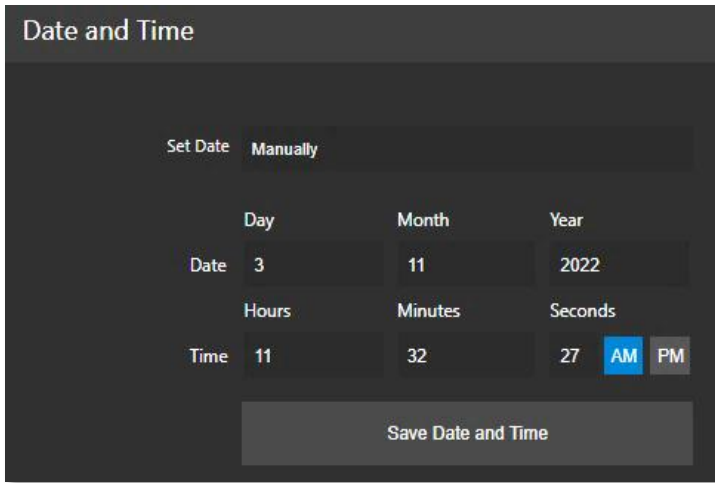 Date and Time
Set Date Manually
Day Month Year
Date 3 11 2022
Hours Minutes Seconds
Time 11 32 27 AM PM
Save Date and Time